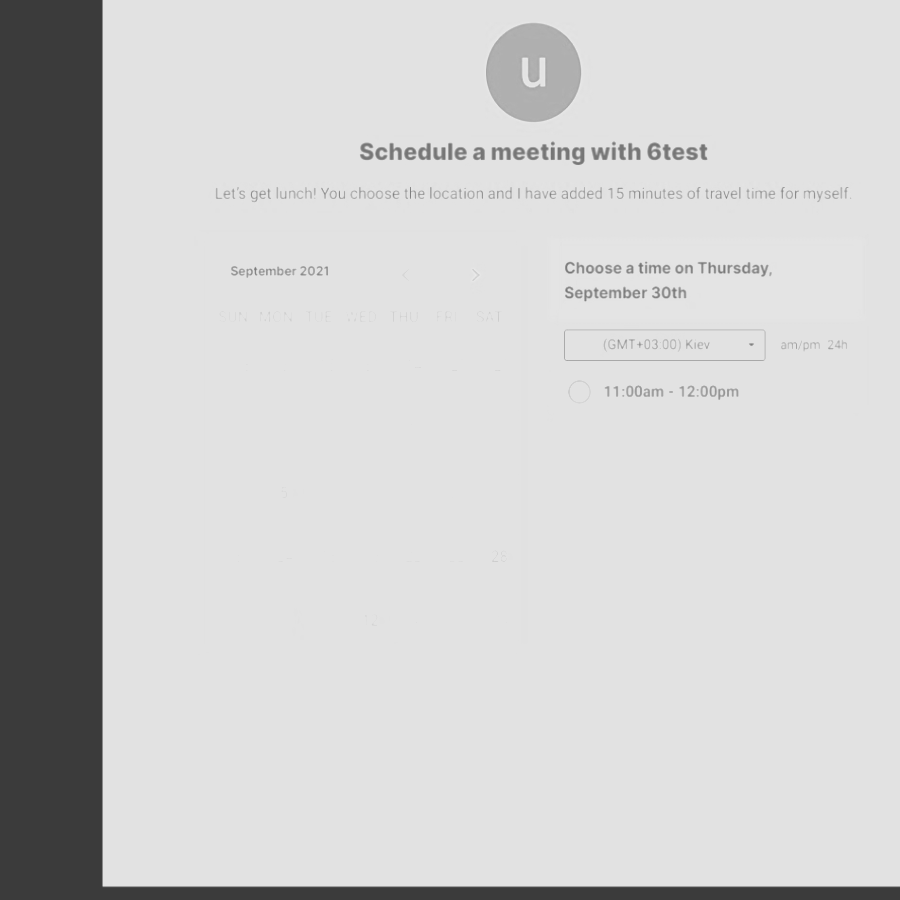 u
Schedule a meeting with 6test
Let's get lunch! You choose the location and I have added 15 minutes of travel time for myself.
September 2021
SUN MON TUE WED THU FRI SAT
Choose a time on Thursday,
September 30th
(GMT+03:00) Kiev
am/pm 24h
11:00am - 12:00pm